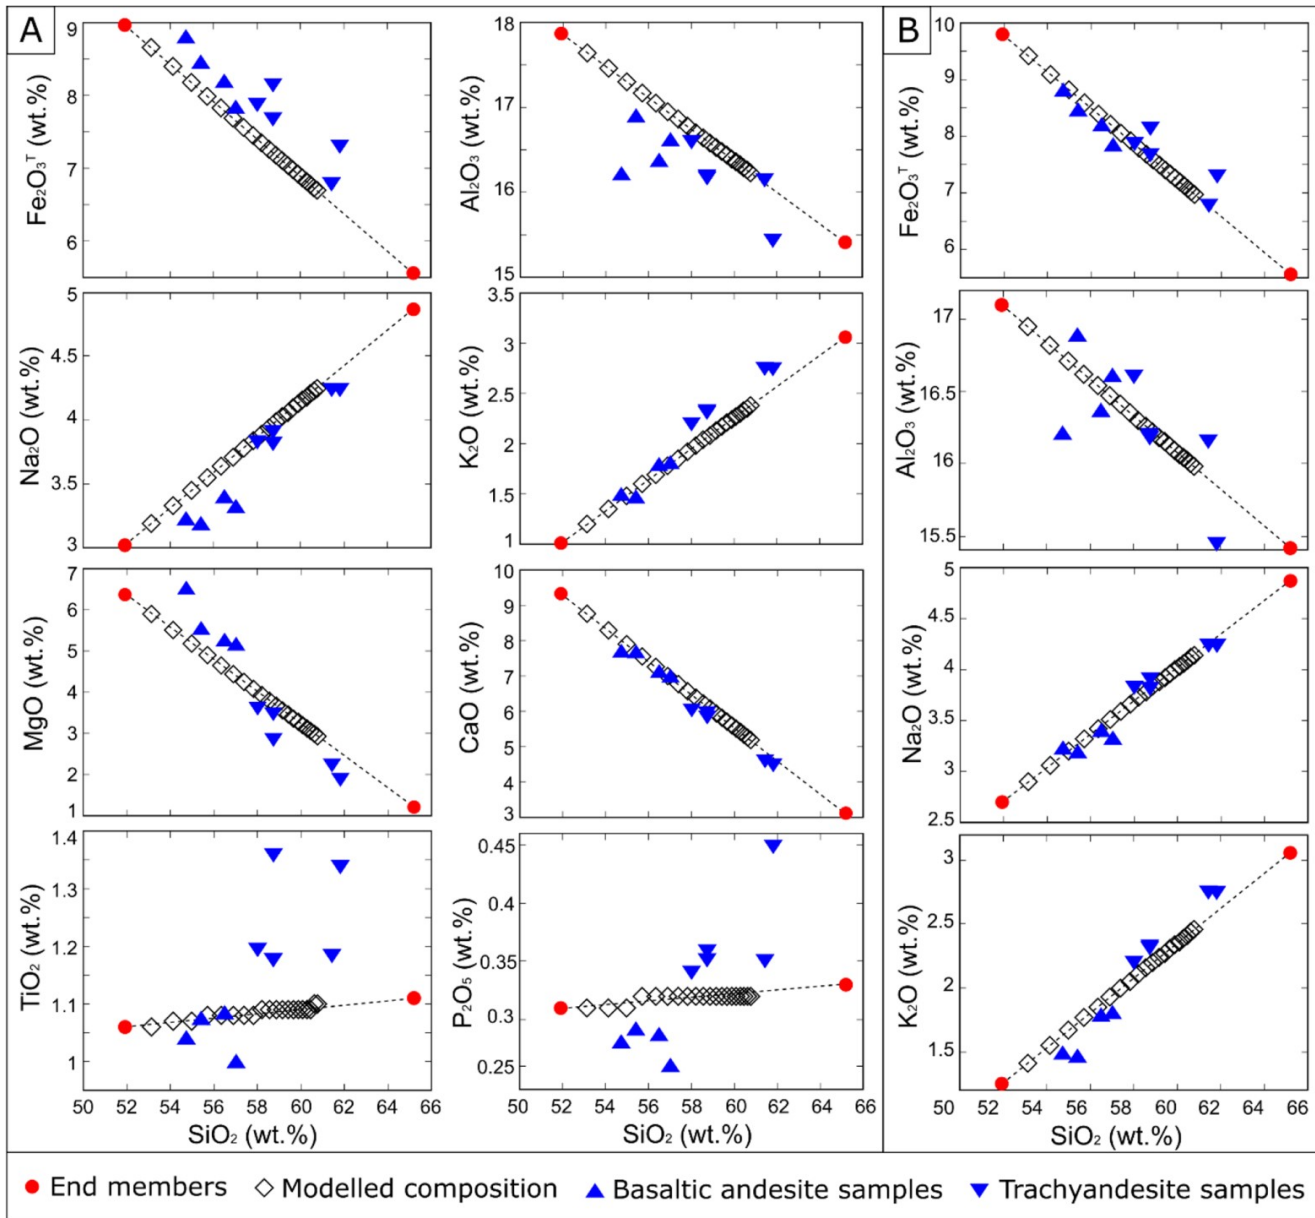 A
B
Fe₂O₃ᵀ (wt.%)
9
8
7
6
Al₂O₃ (wt.%)
18
17
16
15
Fe₂O₃ᵀ (wt.%)
10
9
8
7
6
Na₂O (wt.%)
5
4.5
4
3.5
3
K₂O (wt.%)
3.5
3
2.5
2
1.5
1
Al₂O₃ (wt.%)
17
16.5
16
15.5
MgO (wt.%)
7
6
5
4
3
2
1
CaO (wt.%)
10
9
8
7
6
5
4
3
Na₂O (wt.%)
5
4.5
4
3.5
3
2.5
TiO₂ (wt.%)
1.4
1.3
1.2
1.1
1
P₂O₅ (wt.%)
0.45
0.4
0.35
0.3
0.25
K₂O (wt.%)
3
2.5
2
1.5
50 52 54 56 58 60 62 64 66
50 52 54 56 58 60 62 64 66
50 52 56 60 64 66
SiO₂ (wt.%)
SiO₂ (wt.%)
SiO₂ (wt.%)
End members
Modelled composition
Basaltic andesite samples
Trachyandesite samples